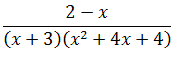 2 − x
(x + 3)(x² + 4x + 4)